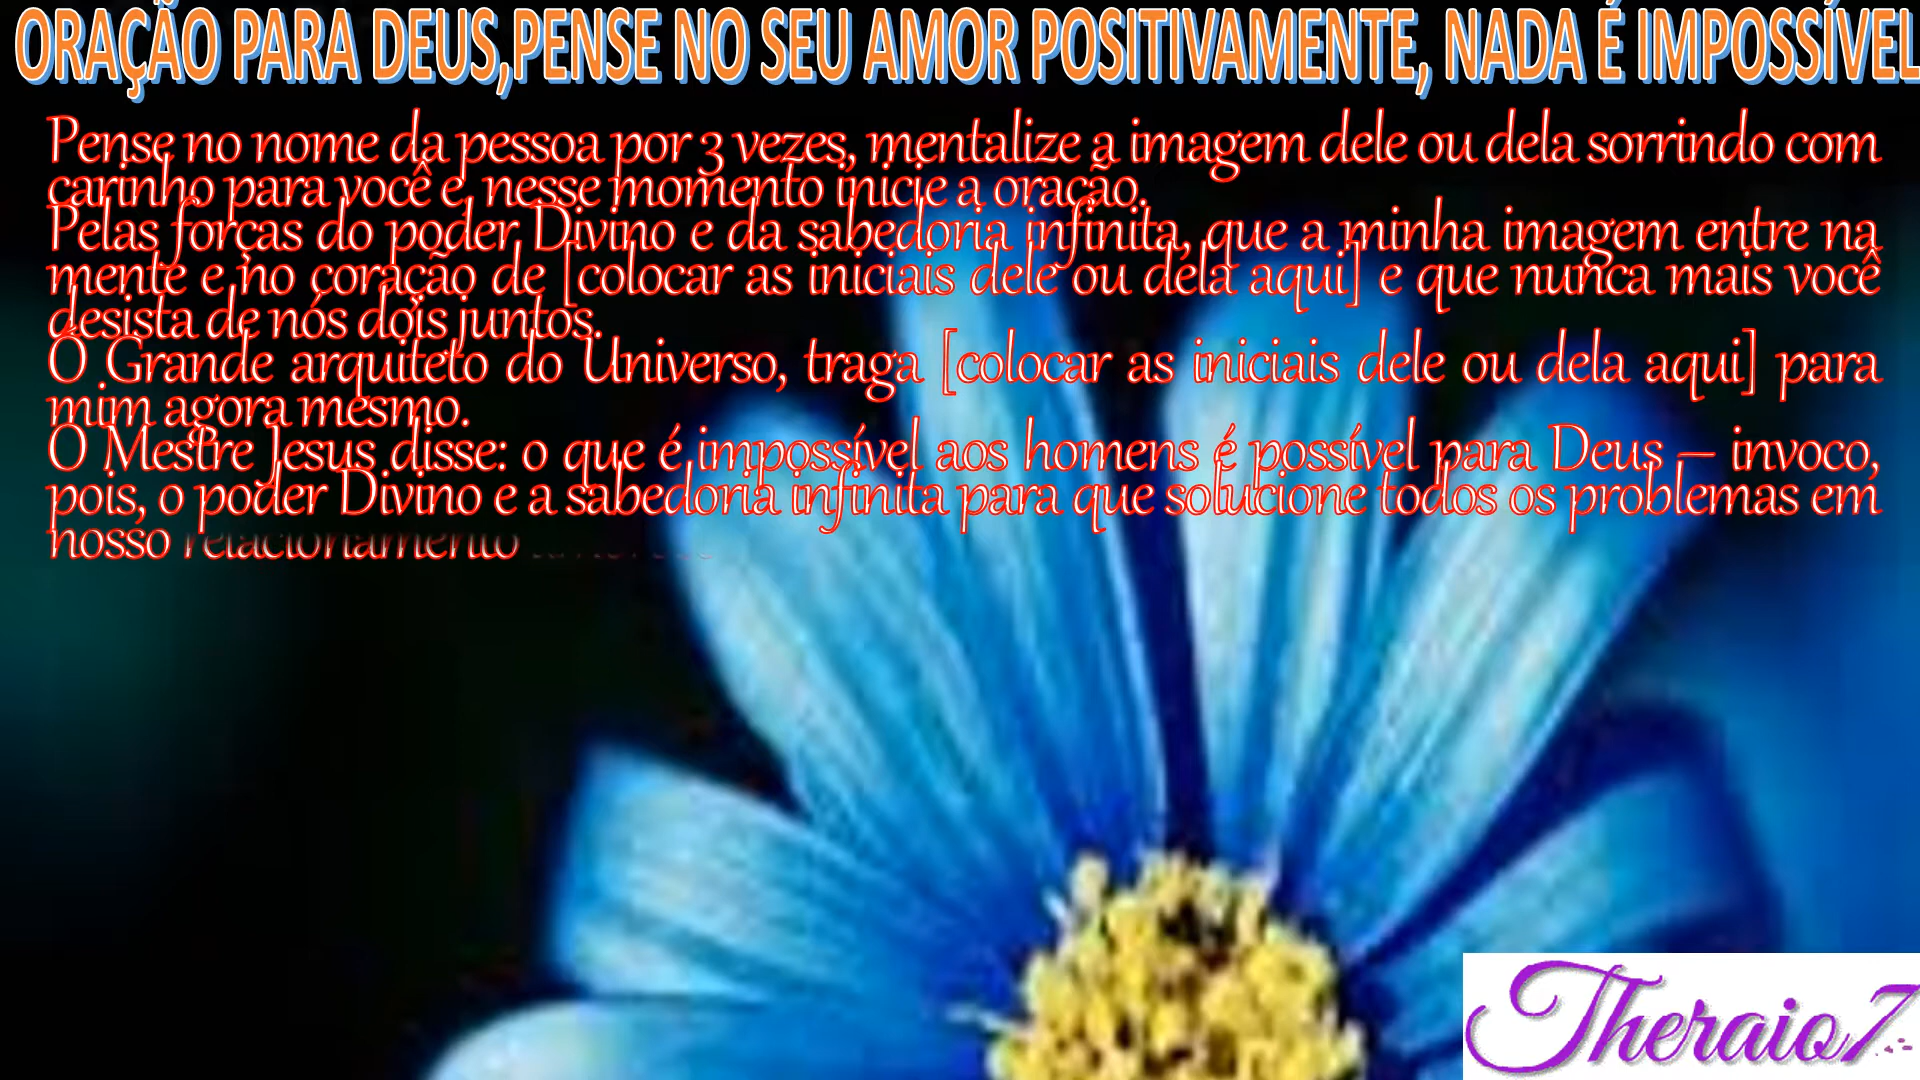 ORAÇÃO PARA DEUS,PENSE NO SEU AMOR POSITIVAMENTE, NADA É IMPOSSÍVEL
Pense no nome da pessoa por 3 vezes, mentalize a imagem dele ou dela sorrindo com
carinho para você e, nesse momento inicie a oração.
Pelas forças do poder Divino e da sabedoria infinita, que a minha imagem entre na
mente e no coração de [colocar as iniciais dele ou dela aqui] e que nunca mais você
desista de nós dois juntos.
Ó Grande arquiteto do Universo, traga [colocar as iniciais dele ou dela aqui] para
mim agora mesmo.
O Mestre Jesus disse: o que é impossível aos homens é possível para Deus – invoco,
pois, o poder Divino e a sabedoria infinita para que solucione todos os problemas em
nosso relacionamento
Theraio7